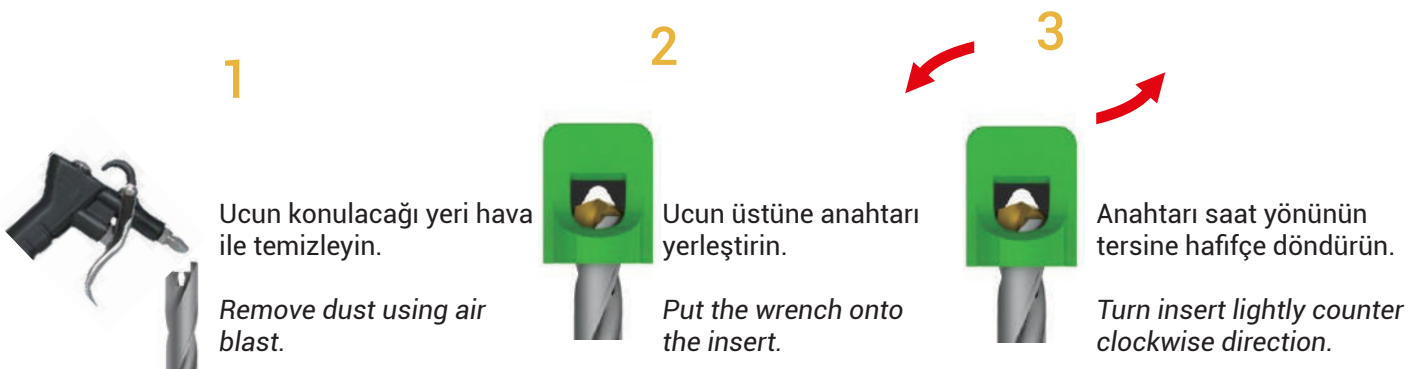 1
Ucun konulacağı yeri hava
ile temizleyin.
Remove dust using air
blast.
2
Ucun üstüne anahtarı
yerleştirin.
Put the wrench onto
the insert.
3
Anahtarı saat yönünün
tersine hafifçe döndürün.
Turn insert lightly counter
clockwise direction.